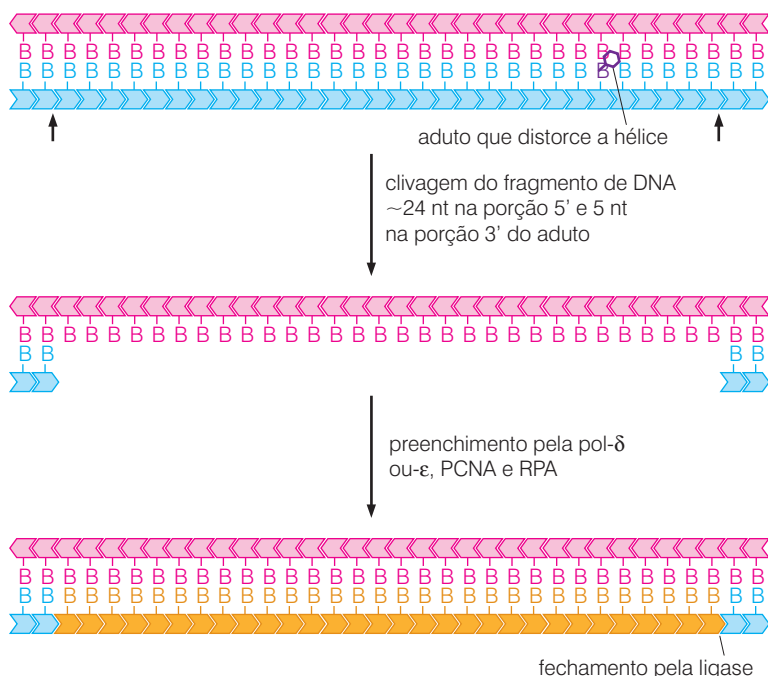 B B B B B B B B B B B B B B B B B B B B B B B B B B B B B B B B B B
B B B B B B B B B B B B B B B B B B B B B B B B B B B B B B B B B B
aduto que distorce a hélice
clivagem do fragmento de DNA
~24 nt na porção 5’ e 5 nt
na porção 3’ do aduto
B B B B B B B B B B B B B B B B B B B B B B B B B B B B B B B B B B
B B B B
preenchimento pela pol-δ
ou-ε, PCNA e RPA
B B B B B B B B B B B B B B B B B B B B B B B B B B B B B B B B B B
B B B B B B B B B B B B B B B B B B B B B B B B B B B B B B B B B B
fechamento pela ligase